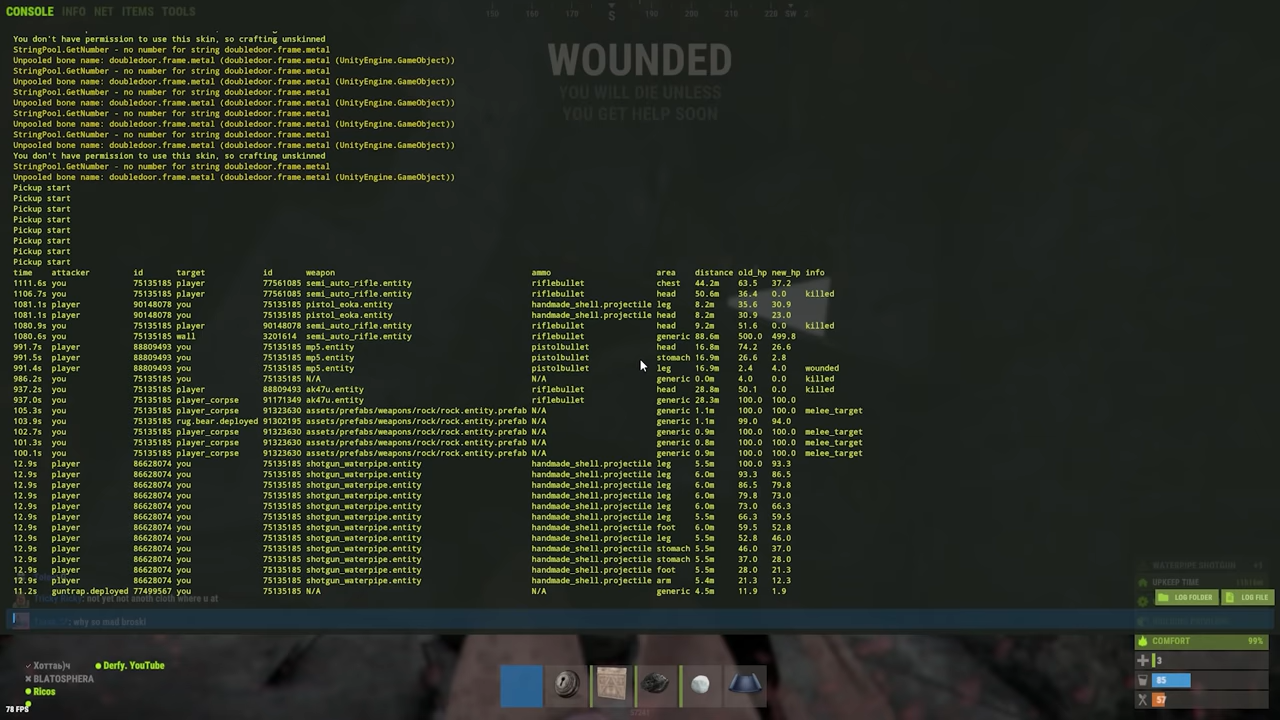 CONSOLE INFO NET ITEMS TOOLS
150 160 170 S 190 200 210 220 SW
WOUNDED
YOU WILL DIE UNLESS
YOU GET HELP SOON
You don't have permission to use this skin, so crafting unskinned
StringPool.GetNumber - no number for string doubledoor.frame.metal
Unpooled bone name: doubledoor.frame.metal (doubledoor.frame.metal (UnityEngine.GameObject))
StringPool.GetNumber - no number for string doubledoor.frame.metal
Unpooled bone name: doubledoor.frame.metal (doubledoor.frame.metal (UnityEngine.GameObject))
StringPool.GetNumber - no number for string doubledoor.frame.metal
Unpooled bone name: doubledoor.frame.metal (doubledoor.frame.metal (UnityEngine.GameObject))
StringPool.GetNumber - no number for string doubledoor.frame.metal
Unpooled bone name: doubledoor.frame.metal (doubledoor.frame.metal (UnityEngine.GameObject))
StringPool.GetNumber - no number for string doubledoor.frame.metal
Unpooled bone name: doubledoor.frame.metal (doubledoor.frame.metal (UnityEngine.GameObject))
You don't have permission to use this skin, so crafting unskinned
StringPool.GetNumber - no number for string doubledoor.frame.metal
Unpooled bone name: doubledoor.frame.metal (doubledoor.frame.metal (UnityEngine.GameObject))
Pickup start
Pickup start
Pickup start
Pickup start
Pickup start
Pickup start
Pickup start
Pickup start
time attacker id target id weapon ammo area distance old_hp new_hp info
1111.6s you 75135185 player 77561085 semi_auto_rifle.entity riflebullet chest 44.2m 63.5 37.2
1106.7s you 75135185 player 77561085 semi_auto_rifle.entity riflebullet head 50.6m 36.4 0.0 killed
1081.1s player 90148078 you 75135185 pistol_eoka.entity handmade_shell.projectile leg 8.2m 35.6 30.9
1081.1s player 90148078 you 75135185 pistol_eoka.entity handmade_shell.projectile head 8.2m 30.9 23.0
1080.9s you 75135185 player 90148078 semi_auto_rifle.entity riflebullet head 9.2m 51.6 0.0 killed
1080.6s you 75135185 wall 3201614 semi_auto_rifle.entity riflebullet generic 88.6m 500.0 499.8
991.7s player 88809493 you 75135185 mp5.entity pistolbullet head 16.8m 74.2 26.6
991.5s player 88809493 you 75135185 mp5.entity pistolbullet stomach 16.9m 26.6 2.8
991.4s player 88809493 you 75135185 mp5.entity pistolbullet leg 16.9m 2.4 4.0 wounded
986.2s you 75135185 you 75135185 N/A N/A generic 0.0m 4.0 0.0 killed
937.2s you 75135185 player 88809493 ak47u.entity riflebullet head 28.8m 50.1 0.0 killed
937.0s you 75135185 player_corpse 91171349 ak47u.entity riflebullet generic 28.3m 100.0 100.0
105.3s you 75135185 player_corpse 91323630 assets/prefabs/weapons/rock/rock.entity.prefab N/A generic 1.1m 100.0 100.0 melee_target
103.9s you 75135185 rug.bear.deployed 91302195 assets/prefabs/weapons/rock/rock.entity.prefab N/A generic 1.1m 99.0 94.0
102.7s you 75135185 player_corpse 91323630 assets/prefabs/weapons/rock/rock.entity.prefab N/A generic 0.9m 100.0 100.0 melee_target
101.3s you 75135185 player_corpse 91323630 assets/prefabs/weapons/rock/rock.entity.prefab N/A generic 0.8m 100.0 100.0 melee_target
100.1s you 75135185 player_corpse 91323630 assets/prefabs/weapons/rock/rock.entity.prefab N/A generic 0.9m 100.0 100.0 melee_target
12.9s player 86628074 you 75135185 shotgun_waterpipe.entity handmade_shell.projectile leg 5.5m 100.0 93.3
12.9s player 86628074 you 75135185 shotgun_waterpipe.entity handmade_shell.projectile leg 6.0m 93.3 86.5
12.9s player 86628074 you 75135185 shotgun_waterpipe.entity handmade_shell.projectile leg 6.0m 86.5 79.8
12.9s player 86628074 you 75135185 shotgun_waterpipe.entity handmade_shell.projectile leg 6.0m 79.8 73.0
12.9s player 86628074 you 75135185 shotgun_waterpipe.entity handmade_shell.projectile leg 6.0m 73.0 66.3
12.9s player 86628074 you 75135185 shotgun_waterpipe.entity handmade_shell.projectile leg 5.5m 66.3 59.5
12.9s player 86628074 you 75135185 shotgun_waterpipe.entity handmade_shell.projectile foot 6.0m 59.5 52.8
12.9s player 86628074 you 75135185 shotgun_waterpipe.entity handmade_shell.projectile leg 5.5m 52.8 46.0
12.9s player 86628074 you 75135185 shotgun_waterpipe.entity handmade_shell.projectile stomach 5.5m 46.0 37.0
12.9s player 86628074 you 75135185 shotgun_waterpipe.entity handmade_shell.projectile stomach 5.5m 37.0 28.0
12.9s player 86628074 you 75135185 shotgun_waterpipe.entity handmade_shell.projectile foot 5.5m 28.0 21.3
12.9s player 86628074 you 75135185 shotgun_waterpipe.entity handmade_shell.projectile arm 5.4m 21.3 12.3
11.2s guntrap.deployed 77499567 you 75135185 N/A N/A generic 4.5m 11.9 1.9
not yet not anoth cloth where u at
why so mad broski
WATERPIPE SHOTGUN
UPKEEP TIME
LOG FOLDER LOG FILE
COMFORT 99%
3
85
57
Хоттаь)ч Derfy. YouTube
BLATOSPHERA
Ricos
78 FPS